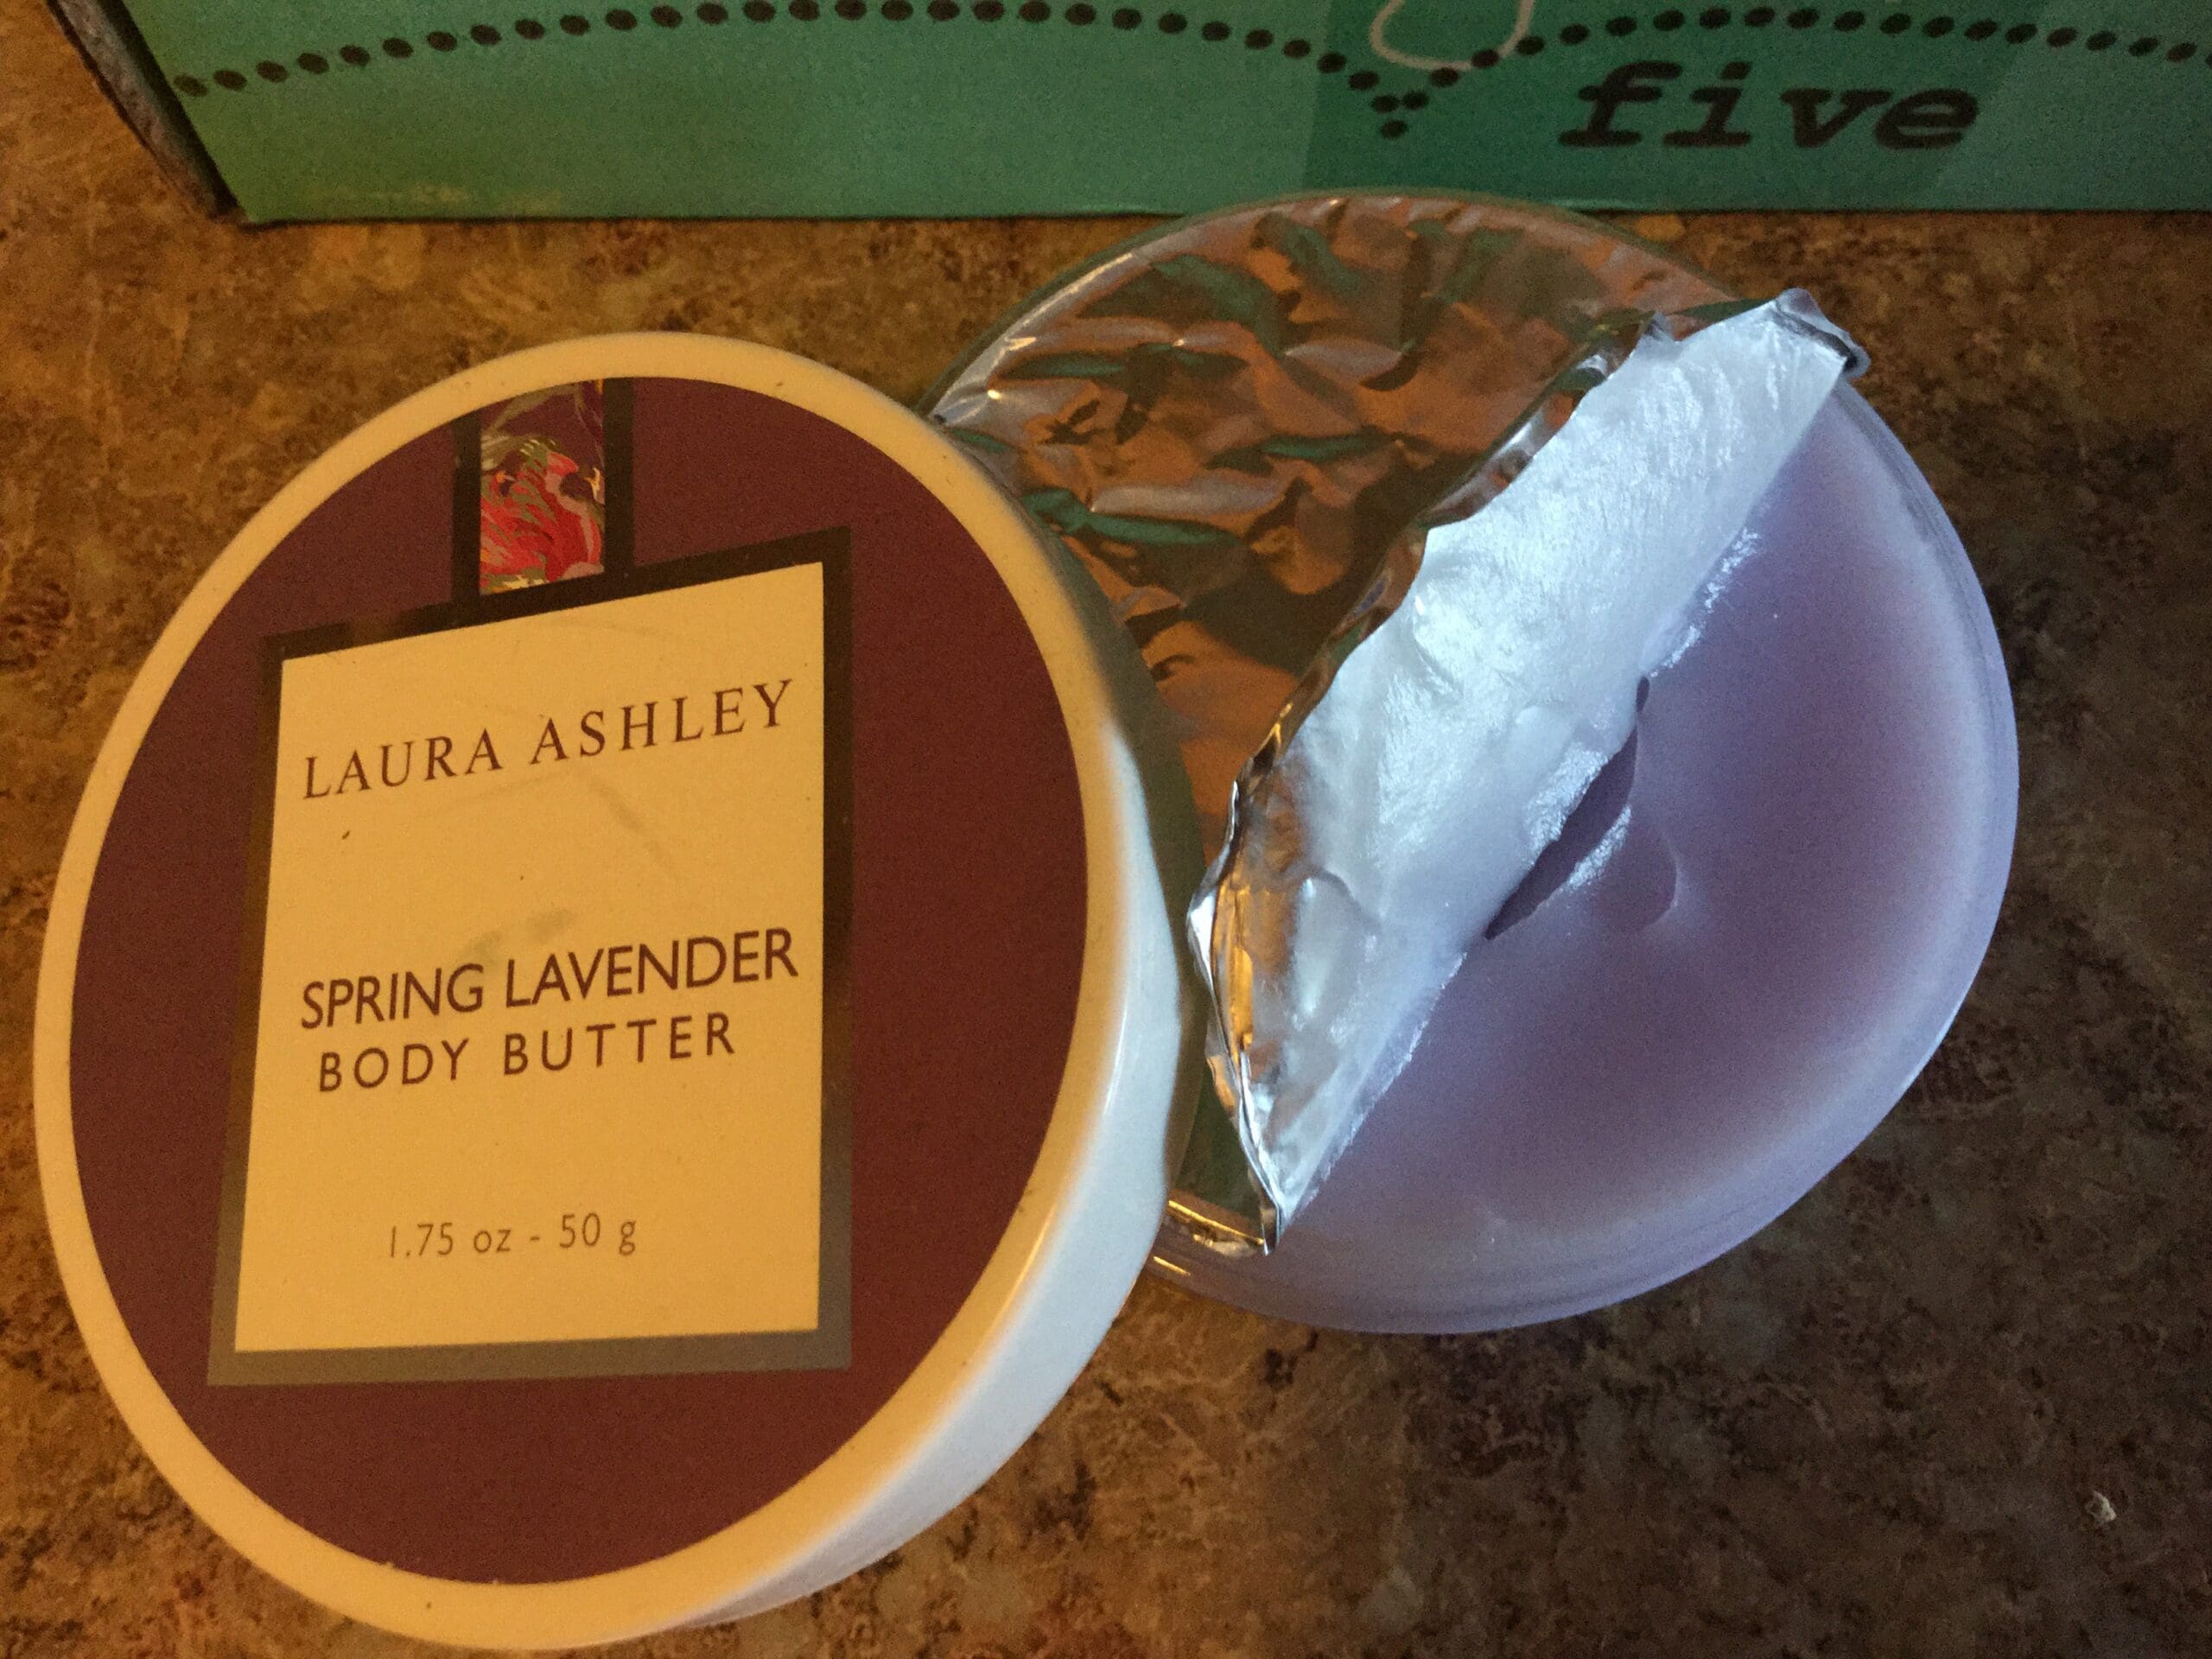 five
LAURA ASHLEY
SPRING LAVENDER
BODY BUTTER
1.75 oz - 50 g